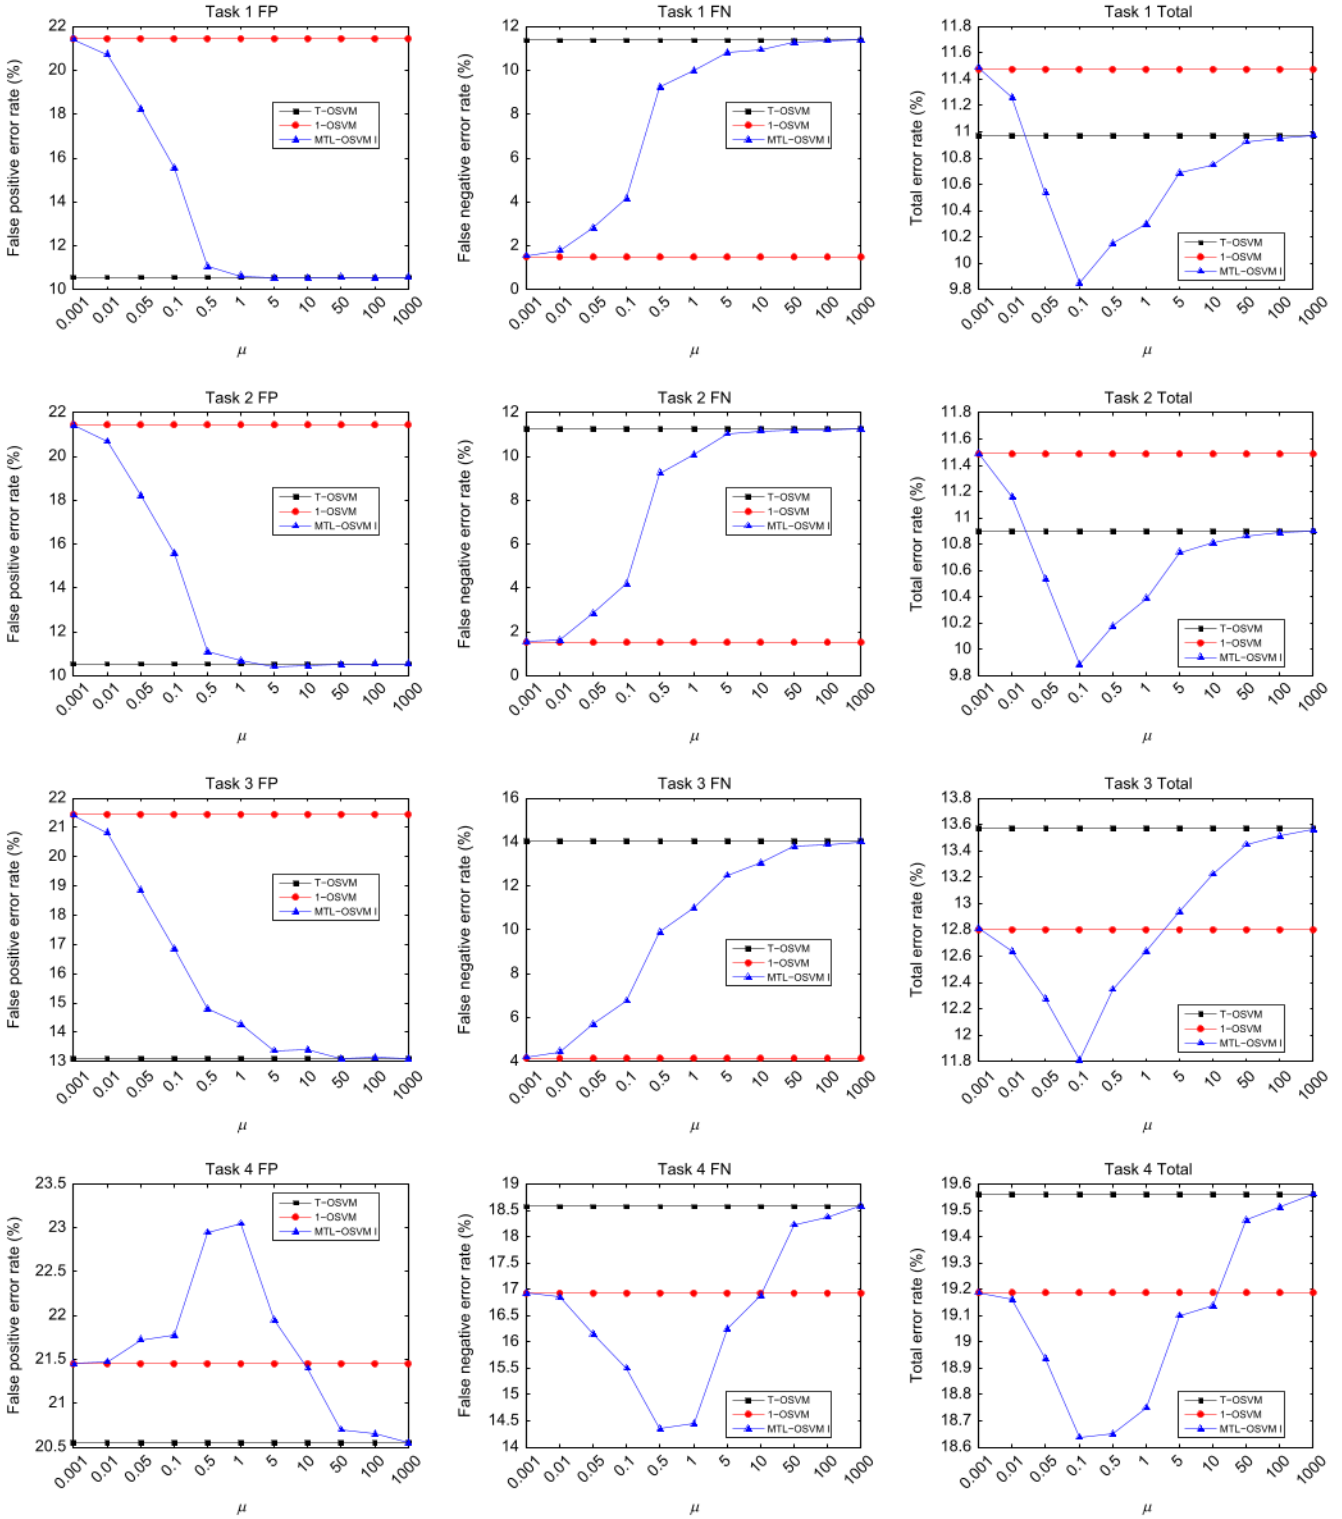 Task 1 FP
False positive error rate (%)
22
20
18
16
14
12
10
T-OSVM
1-OSVM
MTL-OSVM I
0.001 0.01 0.05 0.1 0.5 1 5 10 50 100 1000
μ
Task 1 FN
False negative error rate (%)
12
10
8
6
4
2
0
T-OSVM
1-OSVM
MTL-OSVM I
0.001 0.01 0.05 0.1 0.5 1 5 10 50 100 1000
μ
Task 1 Total
Total error rate (%)
11.8
11.6
11.4
11.2
11
10.8
10.6
10.4
10.2
10
9.8
T-OSVM
1-OSVM
MTL-OSVM I
0.001 0.01 0.05 0.1 0.5 1 5 10 50 100 1000
μ
Task 2 FP
False positive error rate (%)
22
20
18
16
14
12
10
T-OSVM
1-OSVM
MTL-OSVM I
0.001 0.01 0.05 0.1 0.5 1 5 10 50 100 1000
μ
Task 2 FN
False negative error rate (%)
12
10
8
6
4
2
0
T-OSVM
1-OSVM
MTL-OSVM I
0.001 0.01 0.05 0.1 0.5 1 5 10 50 100 1000
μ
Task 2 Total
Total error rate (%)
11.8
11.6
11.4
11.2
11
10.8
10.6
10.4
10.2
10
9.8
T-OSVM
1-OSVM
MTL-OSVM I
0.001 0.01 0.05 0.1 0.5 1 5 10 50 100 1000
μ
Task 3 FP
False positive error rate (%)
22
21
20
19
18
17
16
15
14
13
T-OSVM
1-OSVM
MTL-OSVM I
0.001 0.01 0.05 0.1 0.5 1 5 10 50 100 1000
μ
Task 3 FN
False negative error rate (%)
16
14
12
10
8
6
4
T-OSVM
1-OSVM
MTL-OSVM I
0.001 0.01 0.05 0.1 0.5 1 5 10 50 100 1000
μ
Task 3 Total
Total error rate (%)
13.8
13.6
13.4
13.2
13
12.8
12.6
12.4
12.2
12
11.8
T-OSVM
1-OSVM
MTL-OSVM I
0.001 0.01 0.05 0.1 0.5 1 5 10 50 100 1000
μ
Task 4 FP
False positive error rate (%)
23.5
23
22.5
22
21.5
21
20.5
T-OSVM
1-OSVM
MTL-OSVM I
0.001 0.01 0.05 0.1 0.5 1 5 10 50 100 1000
μ
Task 4 FN
False negative error rate (%)
19
18.5
18
17.5
17
16.5
16
15.5
15
14.5
14
T-OSVM
1-OSVM
MTL-OSVM I
0.001 0.01 0.05 0.1 0.5 1 5 10 50 100 1000
μ
Task 4 Total
Total error rate (%)
19.6
19.5
19.4
19.3
19.2
19.1
19
18.9
18.8
18.7
18.6
T-OSVM
1-OSVM
MTL-OSVM I
0.001 0.01 0.05 0.1 0.5 1 5 10 50 100 1000
μ